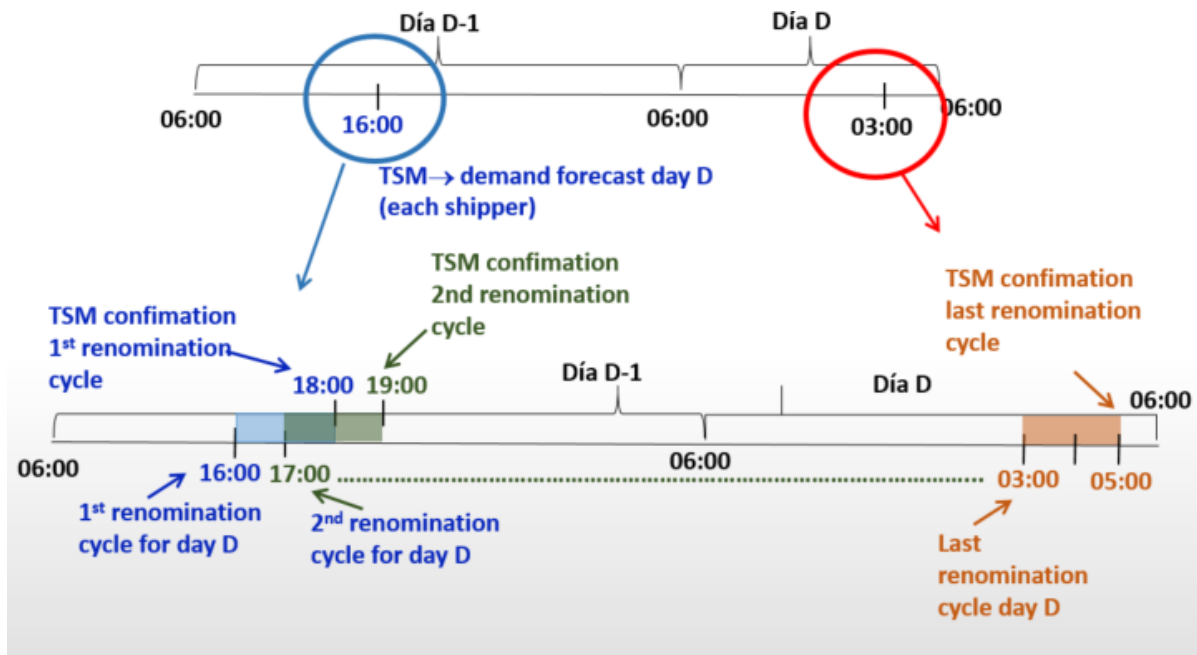 Día D-1
Día D
06:00
16:00
06:00
03:00
06:00
TSM→ demand forecast day D
(each shipper)
TSM confimation
2nd renomination
cycle
TSM confimation
last renomination
cycle
TSM confimation
1st renomination
cycle
18:00
19:00
Día D-1
Día D
06:00
06:00
16:00
17:00
06:00
03:00
05:00
1st renomination
cycle for day D
2nd renomination
cycle for day D
Last
renomination
cycle day D